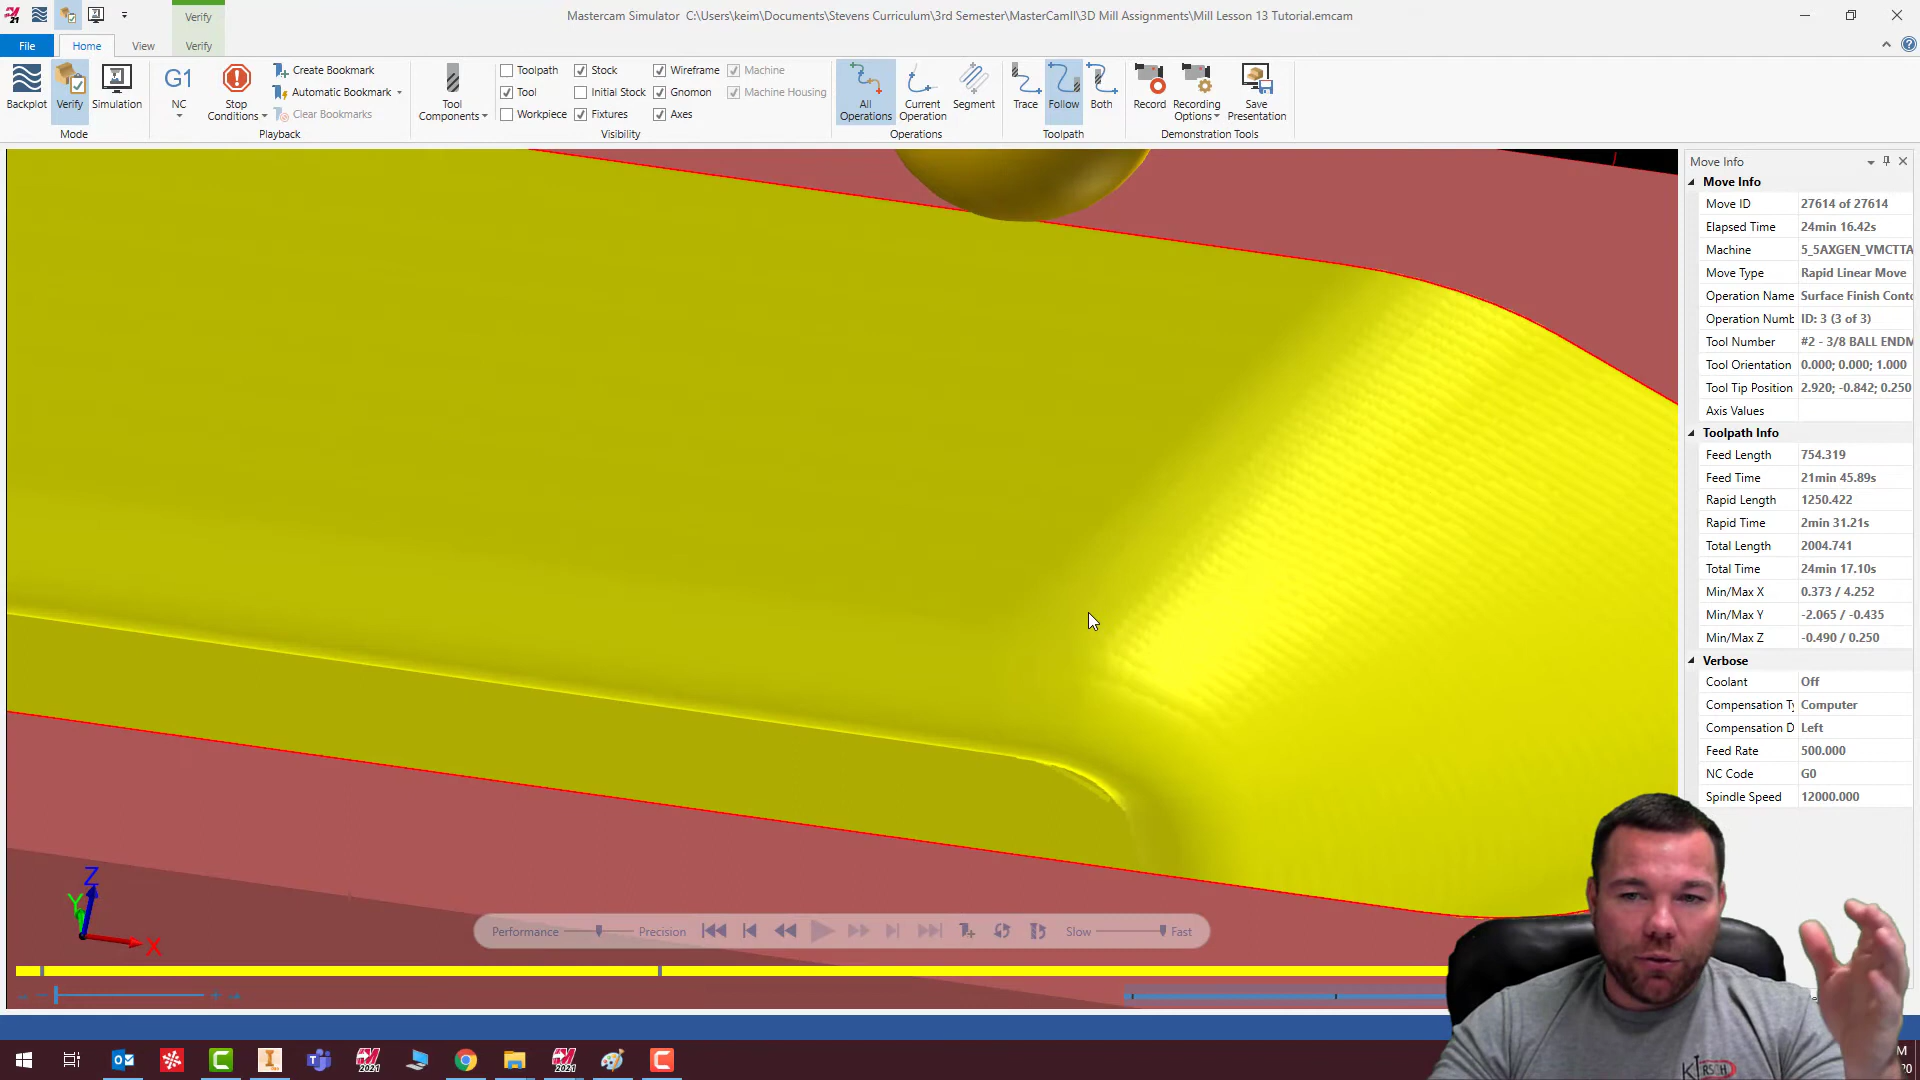 Verify
Mastercam Simulator C:\Users\keim\Documents\Stevens Curriculum\3rd Semester\MasterCamII\3D Mill Assignments\Mill Lesson 13 Tutorial.emcam
File Home View Verify
Backplot Verify Simulation
Mode
G1
NC
Stop Conditions
Create Bookmark
Automatic Bookmark
Clear Bookmarks
Playback
Tool Components
Toolpath Stock Wireframe Machine
Tool Initial Stock Gnomon Machine Housing
Workpiece Fixtures Axes
Visibility
All Operations Current Operation Segment
Operations
Trace Follow Both
Toolpath
Record Recording Options Save Presentation
Demonstration Tools
Move Info
Move Info
Move ID 27614 of 27614
Elapsed Time 24min 16.42s
Machine 5_5AXGEN_VMCTTA
Move Type Rapid Linear Move
Operation Name Surface Finish Conto
Operation Numb ID: 3 (3 of 3)
Tool Number #2 - 3/8 BALL ENDM
Tool Orientation 0.000; 0.000; 1.000
Tool Tip Position 2.920; -0.842; 0.250
Axis Values
Toolpath Info
Feed Length 754.319
Feed Time 21min 45.89s
Rapid Length 1250.422
Rapid Time 2min 31.21s
Total Length 2004.741
Total Time 24min 17.10s
Min/Max X 0.373 / 4.252
Min/Max Y -2.065 / -0.435
Min/Max Z -0.490 / 0.250
Verbose
Coolant Off
Compensation Ty Computer
Compensation D Left
Feed Rate 500.000
NC Code G0
Spindle Speed 12000.000
Z
Y
X
Performance Precision Slow Fast
2021 2021